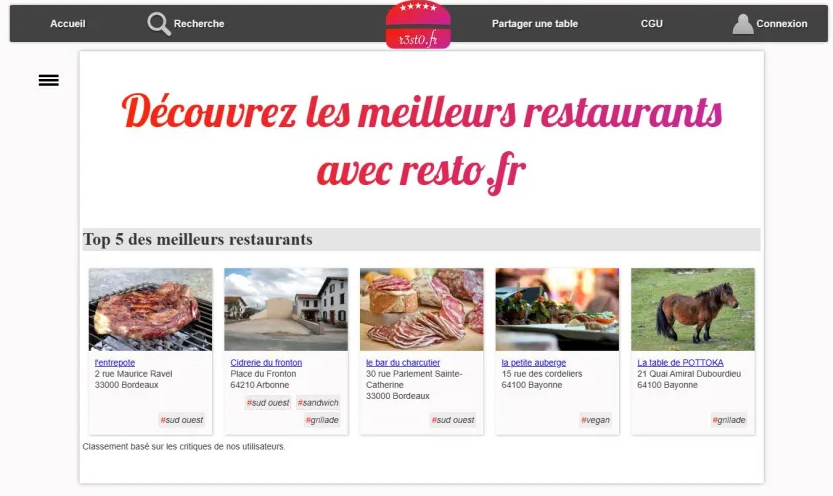 Accueil
Recherche
r3st0.fr
Partager une table
CGU
Connexion
Découvrez les meilleurs restaurants
avec resto.fr
Top 5 des meilleurs restaurants
l'entrepote
2 rue Maurice Ravel
33000 Bordeaux
#sud ouest
Cidrerie du fronton
Place du Fronton
64210 Arbonne
#sud ouest #sandwich
#grillade
le bar du charcutier
30 rue Parlement Sainte-
Catherine
33000 Bordeaux
#sud ouest
la petite auberge
15 rue des cordeliers
64100 Bayonne
#vegan
La table de POTTOKA
21 Quai Amiral Dubourdieu
64100 Bayonne
#grillade
Classement basé sur les critiques de nos utilisateurs.